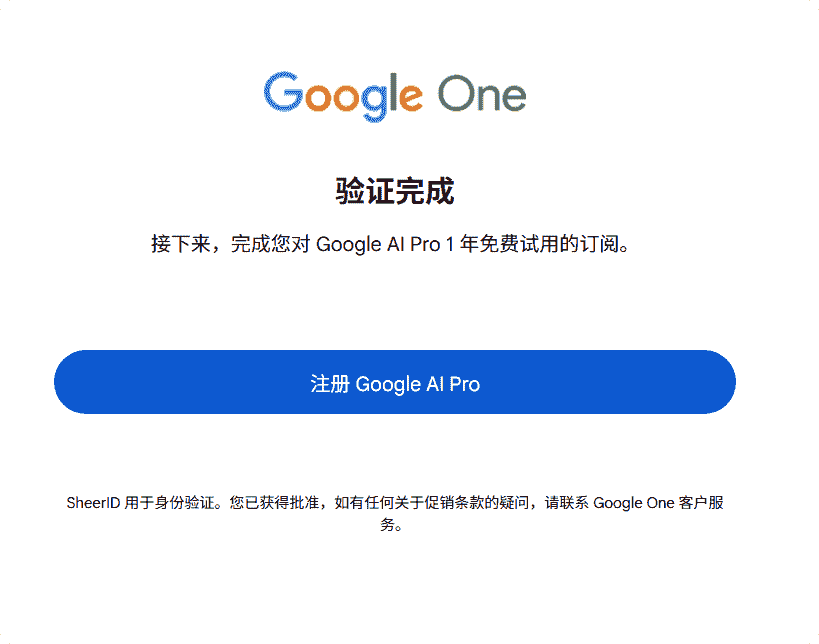 Google One
验证完成
接下来，完成您对 Google AI Pro 1 年免费试用的订阅。
注册 Google AI Pro
SheerID 用于身份验证。您已获得批准，如有任何关于促销条款的疑问，请联系 Google One 客户服
务。